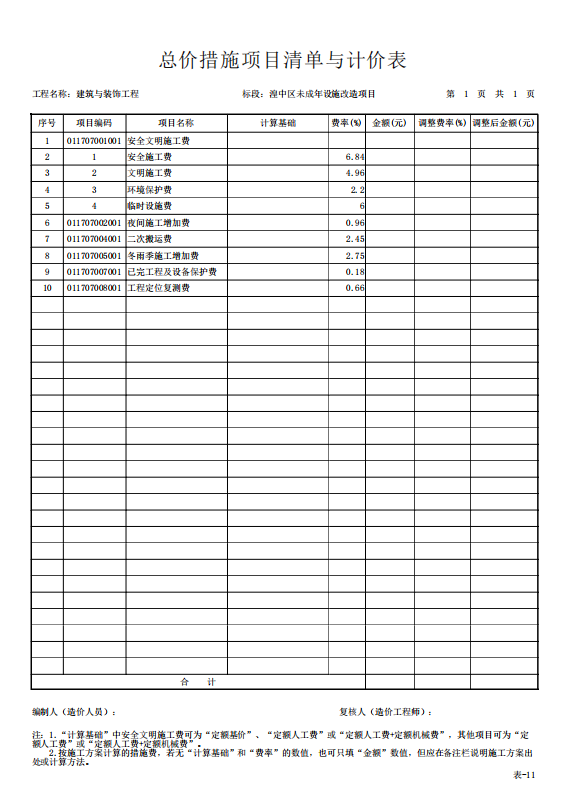 总价措施项目清单与计价表
工程名称：建筑与装饰工程 标段：湟中区未成年设施改造项目 第 1 页 共 1 页
序号 项目编码 项目名称 计算基础 费率(%) 金额(元) 调整费率(%) 调整后金额(元)
1 011707001001 安全文明施工费
2 1 安全施工费 6.84
3 2 文明施工费 4.96
4 3 环境保护费 2.2
5 4 临时设施费 6
6 011707002001 夜间施工增加费 0.96
7 011707004001 二次搬运费 2.45
8 011707005001 冬雨季施工增加费 2.75
9 011707007001 已完工程及设备保护费 0.18
10 011707008001 工程定位复测费 0.66
合 计
编制人（造价人员）： 复核人（造价工程师）：
注：1.“计算基础”中安全文明施工费可为“定额基价”、“定额人工费”或“定额人工费+定额机械费”，其他项目可为“定
额人工费”或“定额人工费+定额机械费”。
2.按施工方案计算的措施费，若无“计算基础”和“费率”的数值，也可只填“金额”数值，但应在备注栏说明施工方案出
处或计算方法。
表-11